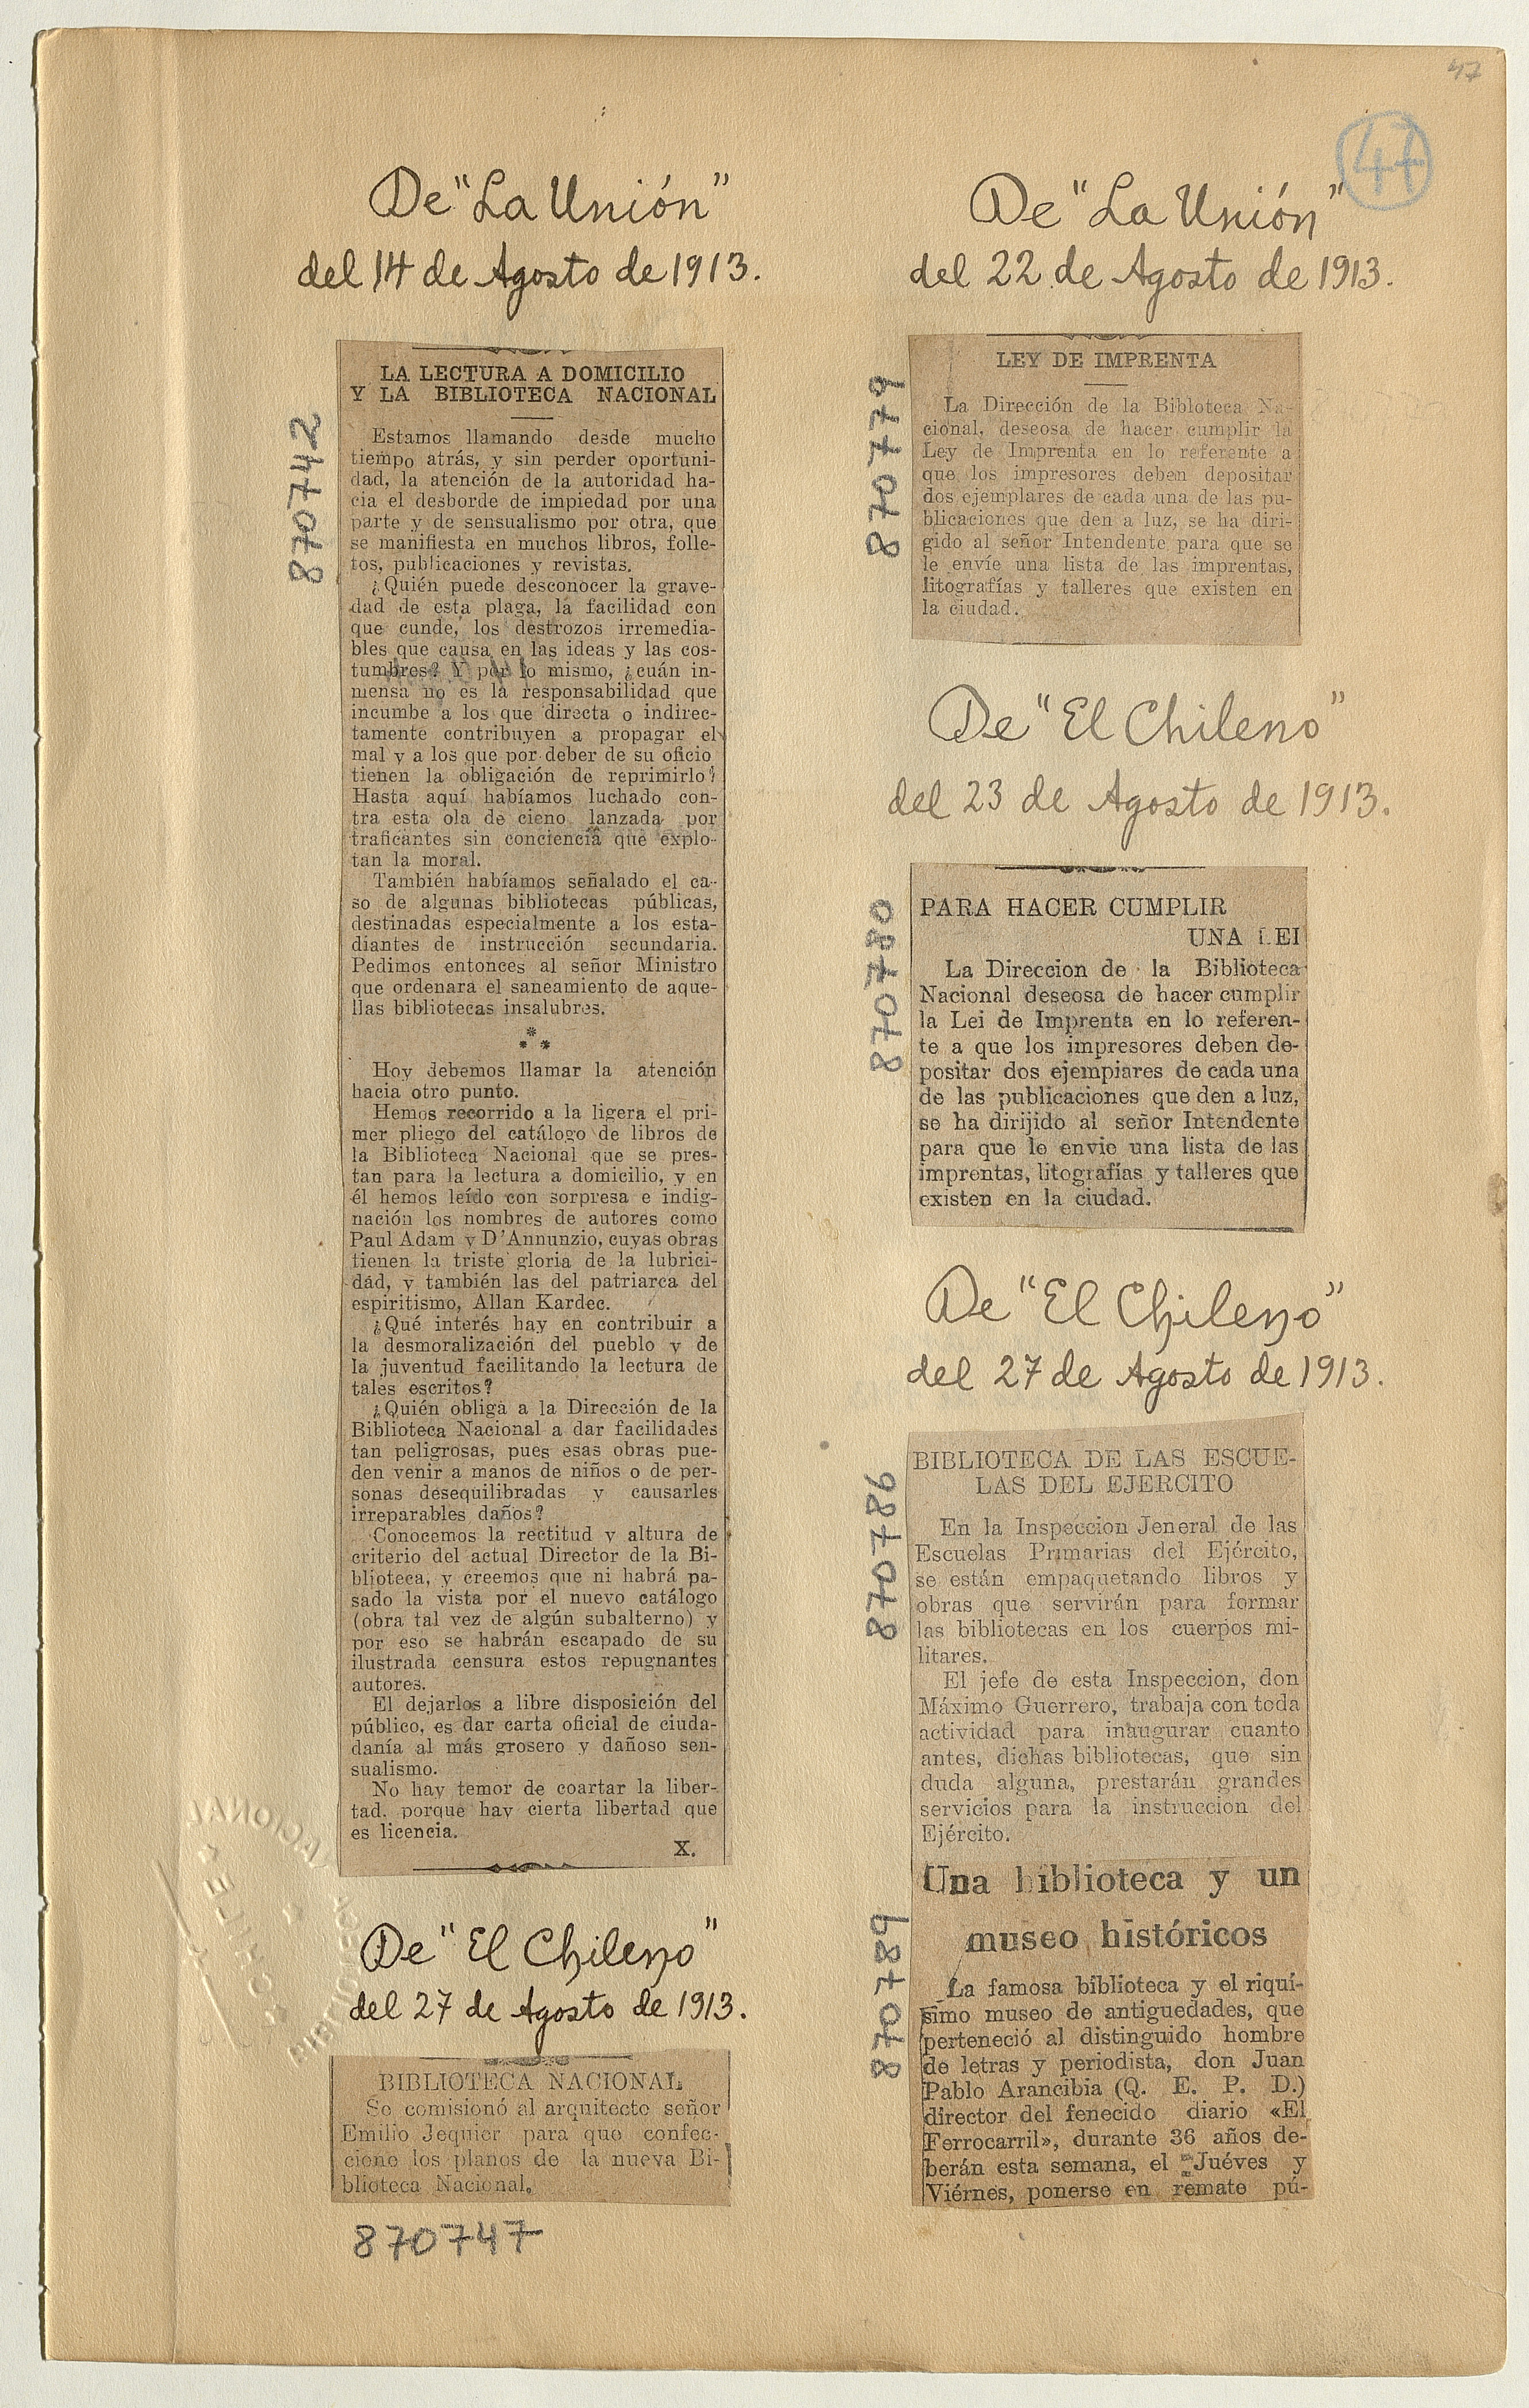 47
47
De "La Unión"
del 14 de Agosto de 1913.
870742
LA LECTURA A DOMICILIO
Y LA BIBLIOTECA NACIONAL
Estamos llamando desde mucho
tiempo atrás, y sin perder oportuni-
dad, la atención de la autoridad ha-
cia el desborde de impiedad por una
parte y de sensualismo por otra, que
se manifiesta en muchos libros, folle-
tos, publicaciones y revistas.
¿Quién puede desconocer la grave-
dad de esta plaga, la facilidad con
que cunde, los destrozos irremedia-
bles que causa en las ideas y las cos-
tumbres? Y por lo mismo, ¿cuán in-
mensa no es la responsabilidad que
incumbe a los que directa o indirec-
tamente contribuyen a propagar el
mal y a los que por deber de su oficio
tienen la obligación de reprimirlo?
Hasta aquí habíamos luchado con-
tra esta ola de cieno lanzada por
traficantes sin conciencia que explo-
tan la moral.
También habíamos señalado el ca-
so de algunas bibliotecas públicas,
destinadas especialmente a los esta-
diantes de instrucción secundaria.
Pedimos entonces al señor Ministro
que ordenara el saneamiento de aque-
llas bibliotecas insalubres.
* * *
Hoy debemos llamar la atención
hacia otro punto.
Hemos recorrido a la ligera el pri-
mer pliego del catálogo de libros de
la Biblioteca Nacional que se pres-
tan para la lectura a domicilio, y en
él hemos leído con sorpresa e indig-
nación los nombres de autores como
Paul Adam y D'Annunzio, cuyas obras
tienen la triste gloria de la lubrici-
dad, y también las del patriarca del
espiritismo, Allan Kardec.
¿Qué interés hay en contribuir a
la desmoralización del pueblo y de
la juventud facilitando la lectura de
tales escritos?
¿Quién obliga a la Dirección de la
Biblioteca Nacional a dar facilidades
tan peligrosas, pues esas obras pue-
den venir a manos de niños o de per-
sonas desequilibradas y causarles
irreparables daños?
Conocemos la rectitud y altura de
criterio del actual Director de la Bi-
blioteca, y creemos que ni habrá pa-
sado la vista por el nuevo catálogo
(obra tal vez de algún subalterno) y
por eso se habrán escapado de su
ilustrada censura estos repugnantes
autores.
El dejarlos a libre disposición del
público, es dar carta oficial de ciuda-
danía al más grosero y dañoso sen-
sualismo.
No hay temor de coartar la liber-
tad, porque hay cierta libertad que
es licencia.
X.
De "El Chileno"
del 27 de Agosto de 1913.
BIBLIOTECA NACIONAL
Se comisionó al arquitecto señor
Emilio Jequier para que confec-
cione los planos de la nueva Bi-
blioteca Nacional.
870747
BIBLIOTECA NACIONAL
* CHILE *
De "La Unión"
del 22 de Agosto de 1913.
870779
LEY DE IMPRENTA
La Dirección de la Bibloteca Na-
cional, deseosa de hacer cumplir la
Ley de Imprenta en lo referente a
que los impresores deben depositar
dos ejemplares de cada una de las pu-
blicaciones que den a luz, se ha diri-
gido al señor Intendente para que se
le envíe una lista de las imprentas,
litografías y talleres que existen en
la ciudad.
De "El Chileno"
del 23 de Agosto de 1913.
870780
PARA HACER CUMPLIR
UNA LEI
La Direccion de la Biblioteca
Nacional deseosa de hacer cumplir
la Lei de Imprenta en lo referen-
te a que los impresores deben de-
positar dos ejempiares de cada una
de las publicaciones que den a luz,
se ha dirijido al señor Intendente
para que le envie una lista de las
imprentas, litografías y talleres que
existen en la ciudad.
De "El Chileno"
del 27 de Agosto de 1913.
870786
BIBLIOTECA DE LAS ESCUE-
LAS DEL EJERCITO
En la Inspeccion Jeneral de las
Escuelas Primarias del Ejército,
se están empaquetando libros y
obras que servirán para formar
las bibliotecas en los cuerpos mi-
litares.
El jefe de esta Inspeccion, don
Máximo Guerrero, trabaja con toda
actividad para inaugurar cuanto
antes, dichas bibliotecas, que sin
duda alguna, prestarán grandes
servicios para la instruccion del
Ejército.
870789
Una biblioteca y un
museo históricos
La famosa biblioteca y el riquí-
simo museo de antiguedades, que
perteneció al distinguido hombre
de letras y periodista, don Juan
Pablo Arancibia (Q. E. P. D.)
director del fenecido diario «El
Ferrocarril», durante 36 años de-
berán esta semana, el Juéves y
Viérnes, ponerse en remate pú-